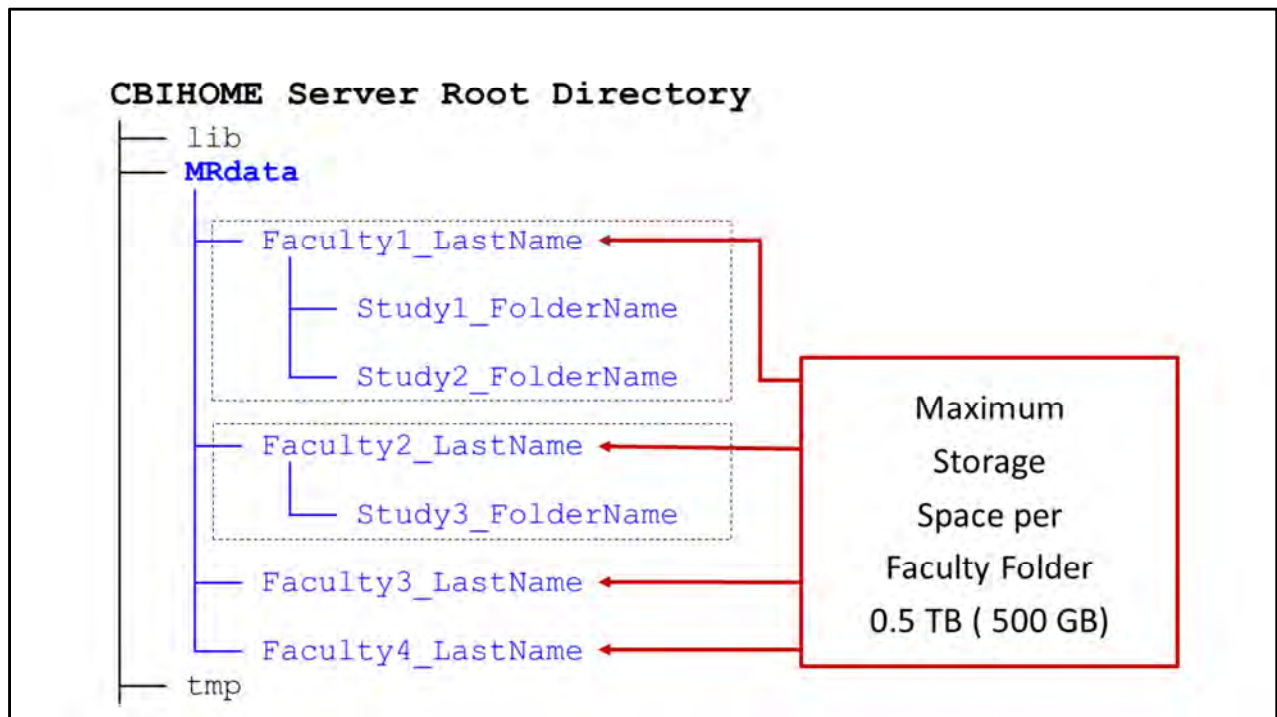 CBIHOME Server Root Directory
lib
MRdata
Faculty1_LastName
Study1_FolderName
Study2_FolderName
Faculty2_LastName
Study3_FolderName
Faculty3_LastName
Faculty4_LastName
tmp
Maximum
Storage
Space per
Faculty Folder
0.5 TB ( 500 GB)